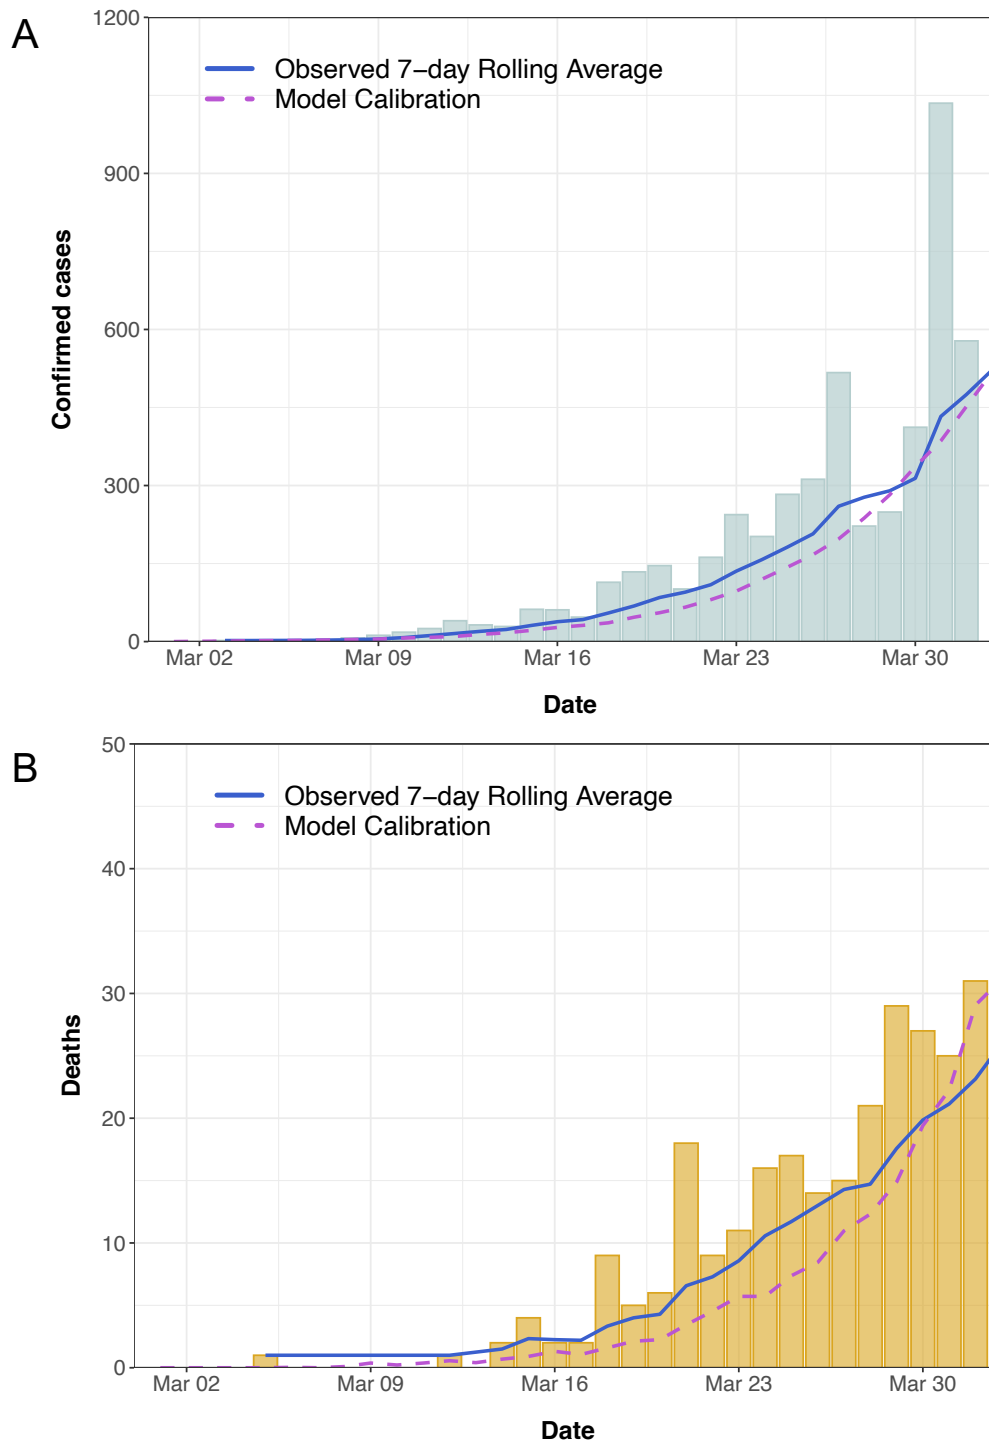 A
1200
900
600
300
0
Confirmed cases
Observed 7−day Rolling Average
Model Calibration
Mar 02 Mar 09 Mar 16 Mar 23 Mar 30
Date
B
50
40
30
20
10
0
Deaths
Observed 7−day Rolling Average
Model Calibration
Mar 02 Mar 09 Mar 16 Mar 23 Mar 30
Date